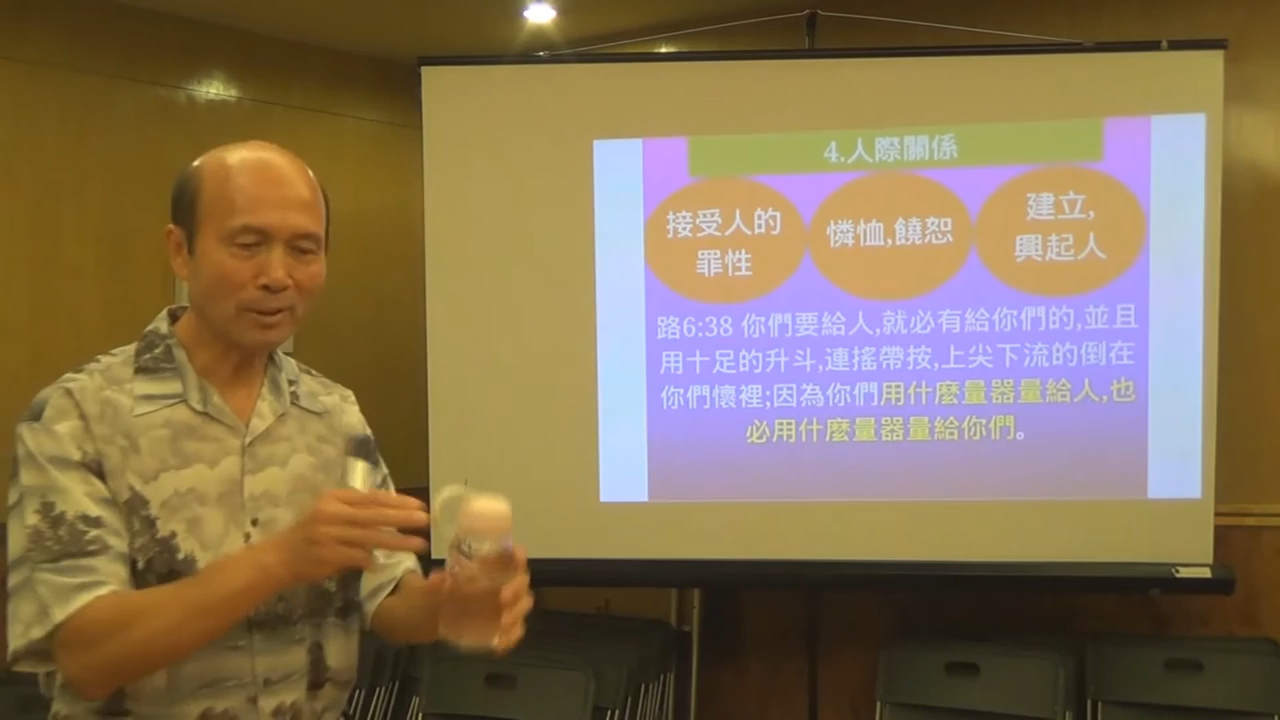 4.人際關係
接受人的
罪性
憐恤,饒恕
建立,
興起人
路6:38 你們要給人,就必有給你們的,並且
用十足的升斗,連搖帶按,上尖下流的倒在
你們懷裡;因為你們用什麼量器量給人,也
必用什麼量器量給你們。